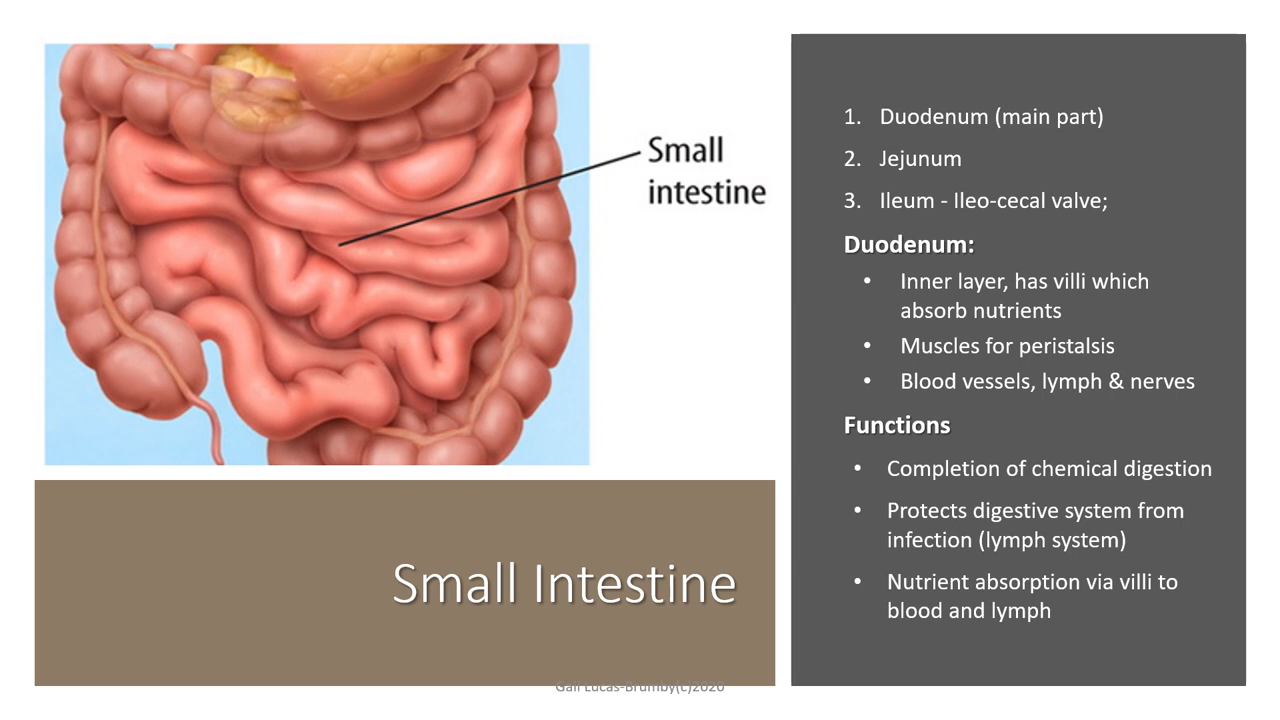 Small
intestine
Small Intestine
1. Duodenum (main part)
2. Jejunum
3. Ileum - Ileo-cecal valve;
Duodenum:
• Inner layer, has villi which
absorb nutrients
• Muscles for peristalsis
• Blood vessels, lymph & nerves
Functions
• Completion of chemical digestion
• Protects digestive system from
infection (lymph system)
• Nutrient absorption via villi to
blood and lymph
Gail Lucas-Brumby(c)2020